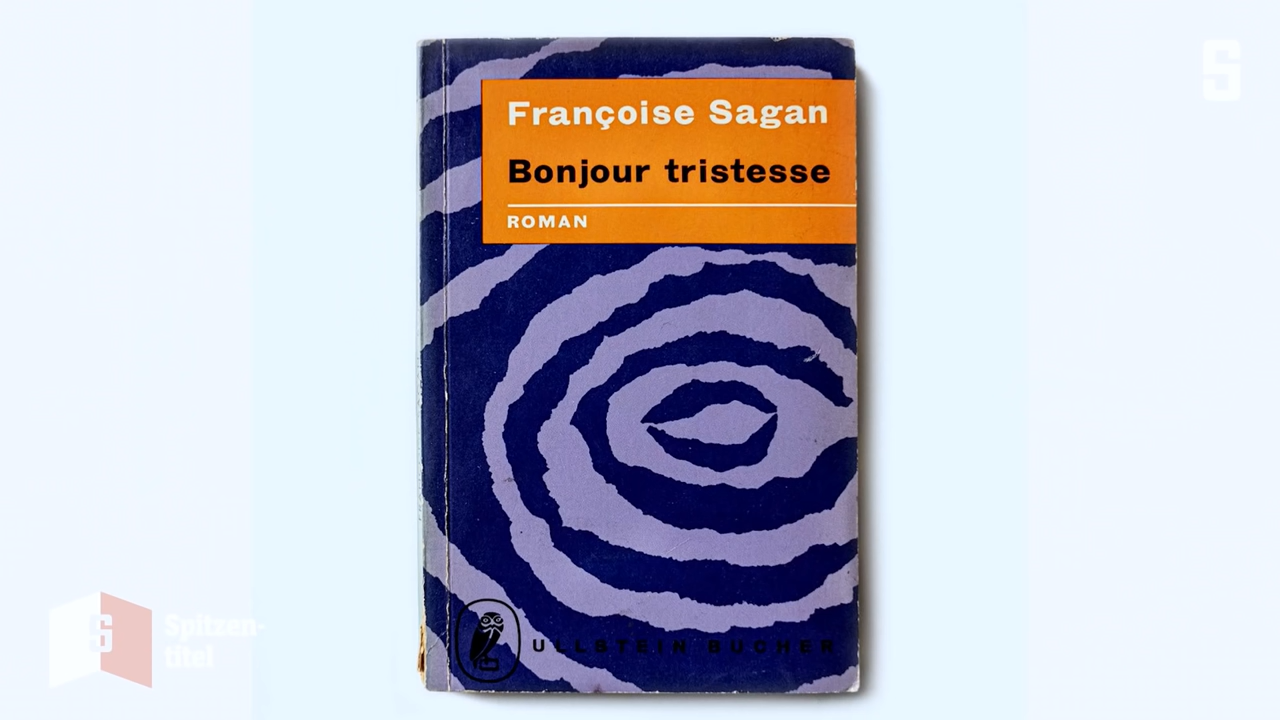 Françoise Sagan
Bonjour tristesse
ROMAN
ULLSTEIN BÜCHER
S
S
Spitzen-
titel